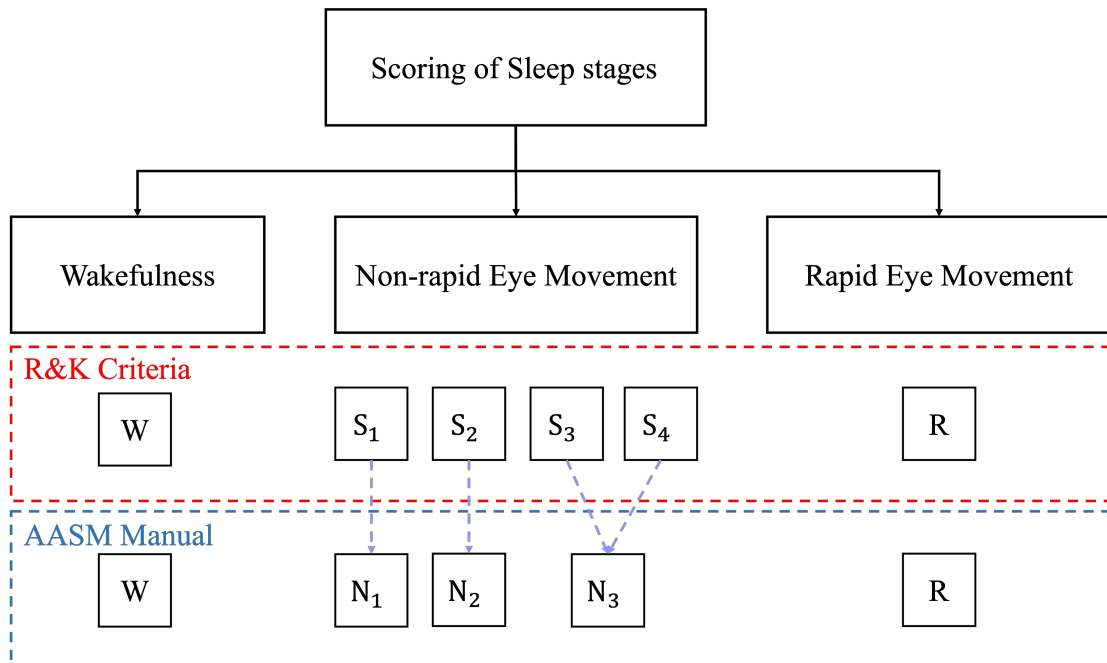 Scoring of Sleep stages
Wakefulness
Non-rapid Eye Movement
Rapid Eye Movement
R&K Criteria
W
S₁
S₂
S₃
S₄
R
AASM Manual
W
N₁
N₂
N₃
R